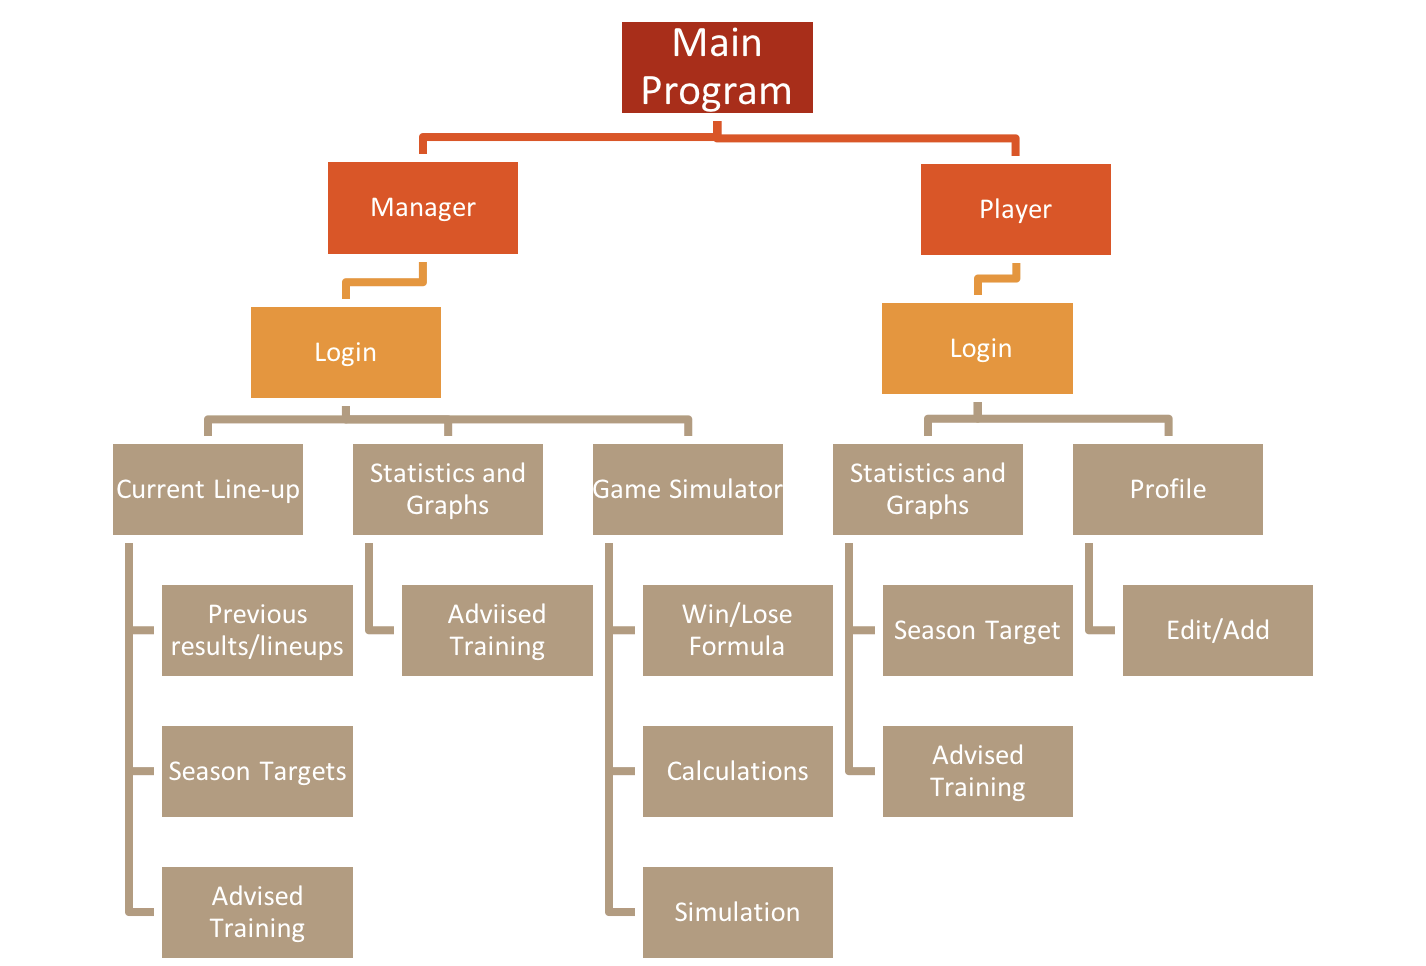 Main
Program
Manager
Player
Login
Login
Current Line-up
Statistics and
Graphs
Game Simulator
Statistics and
Graphs
Profile
Previous
results/lineups
Adviised
Training
Win/Lose
Formula
Season Target
Edit/Add
Season Targets
Calculations
Advised
Training
Advised
Training
Simulation